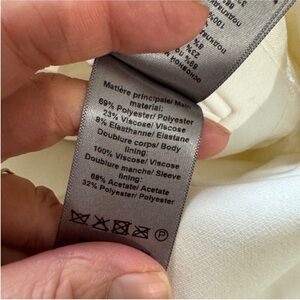 Matière principale/ Main
material:
69% Polyester/ Polyester
23% Viscose/ Viscose
8% Elasthanne/ Elastane
Doublure corps/ Body
lining:
100% Viscose/ Viscose
Doublure manche/ Sleeve
lining:
68% Acetate/ Acetate
32% Polyester/ Polyester
P